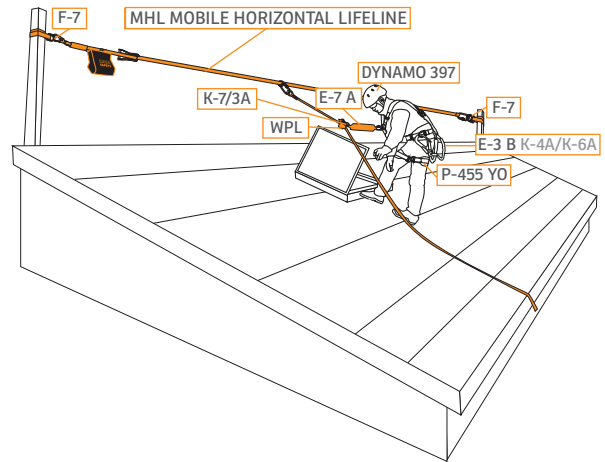 F-7
MHL MOBILE HORIZONTAL LIFELINE
DYNAMO 397
K-7/3A
E-7 A
F-7
WPL
E-3 B K-4A/K-6A
P-455 YO